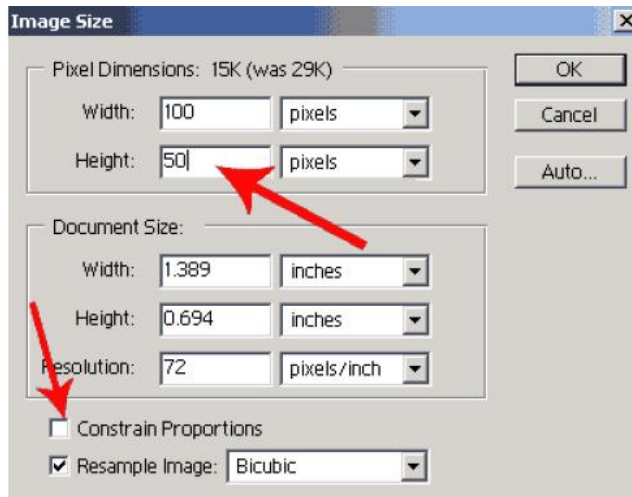 Image Size
Pixel Dimensions: 15K (was 29K)
Width: 100 pixels
Height: 50 pixels
OK
Cancel
Auto...
Document Size:
Width: 1.389 inches
Height: 0.694 inches
Resolution: 72 pixels/inch
Constrain Proportions
Resample Image: Bicubic